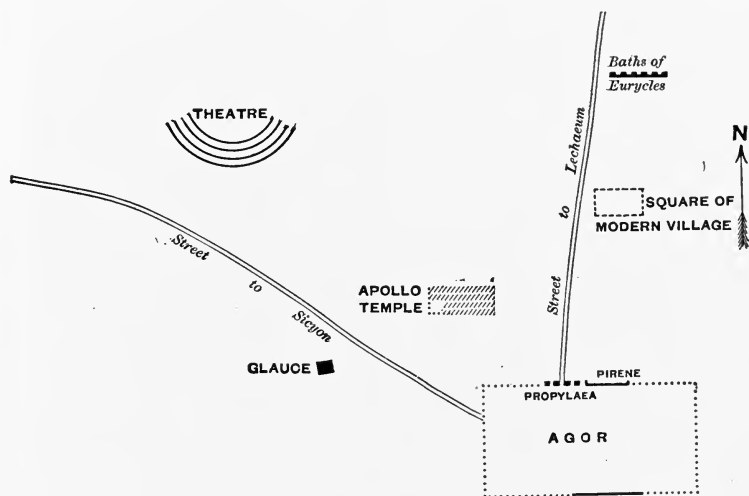 Baths of
Eurycles
THEATRE
N
Street to Lechaeum
SQUARE OF
MODERN VILLAGE
Street to Sicyon
APOLLO
TEMPLE
GLAUCE
PIRENE
PROPYLAEA
AGOR